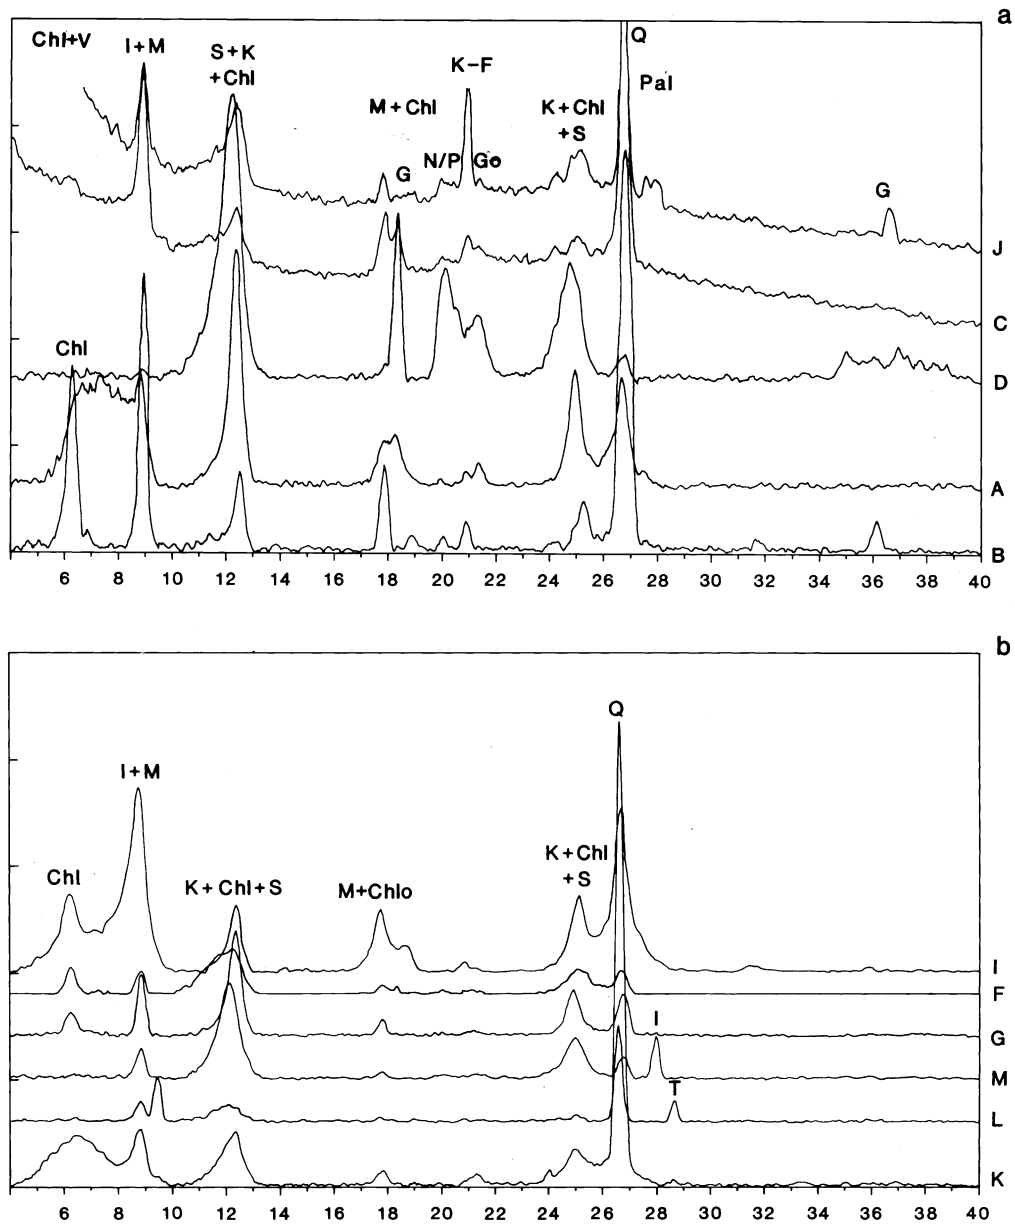 a
Chl+V
I+M
S+K
+Chl
M+Chl
G
N/P
K-F
Go
K+Chl
+S
Q
Pal
G
Chl
J
C
D
A
B
6 8 10 12 14 16 18 20 22 24 26 28 30 32 34 36 38 40
b
Q
I+M
Chl
K+Chl+S
M+Chlo
K+Chl
+S
I
T
I
F
G
M
L
K
6 8 10 12 14 16 18 20 22 24 26 28 30 32 34 36 38 40